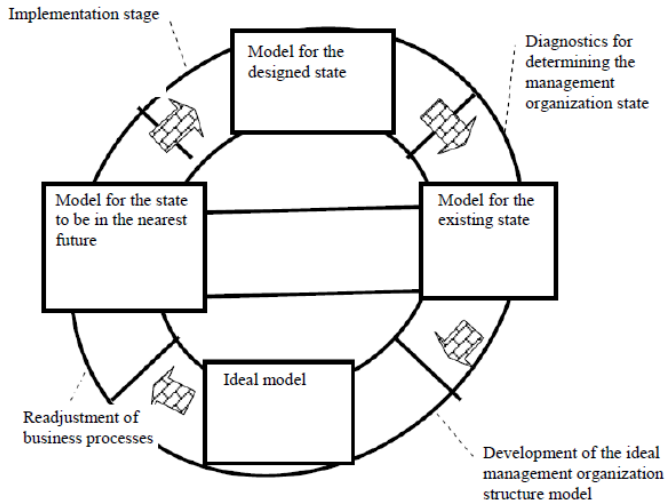 Implementation stage
Model for the
designed state
Diagnostics for
determining the
management
organization state
Model for the state
to be in the nearest
future
Model for the
existing state
Ideal model
Readjustment of
business processes
Development of the ideal
management organization
structure model